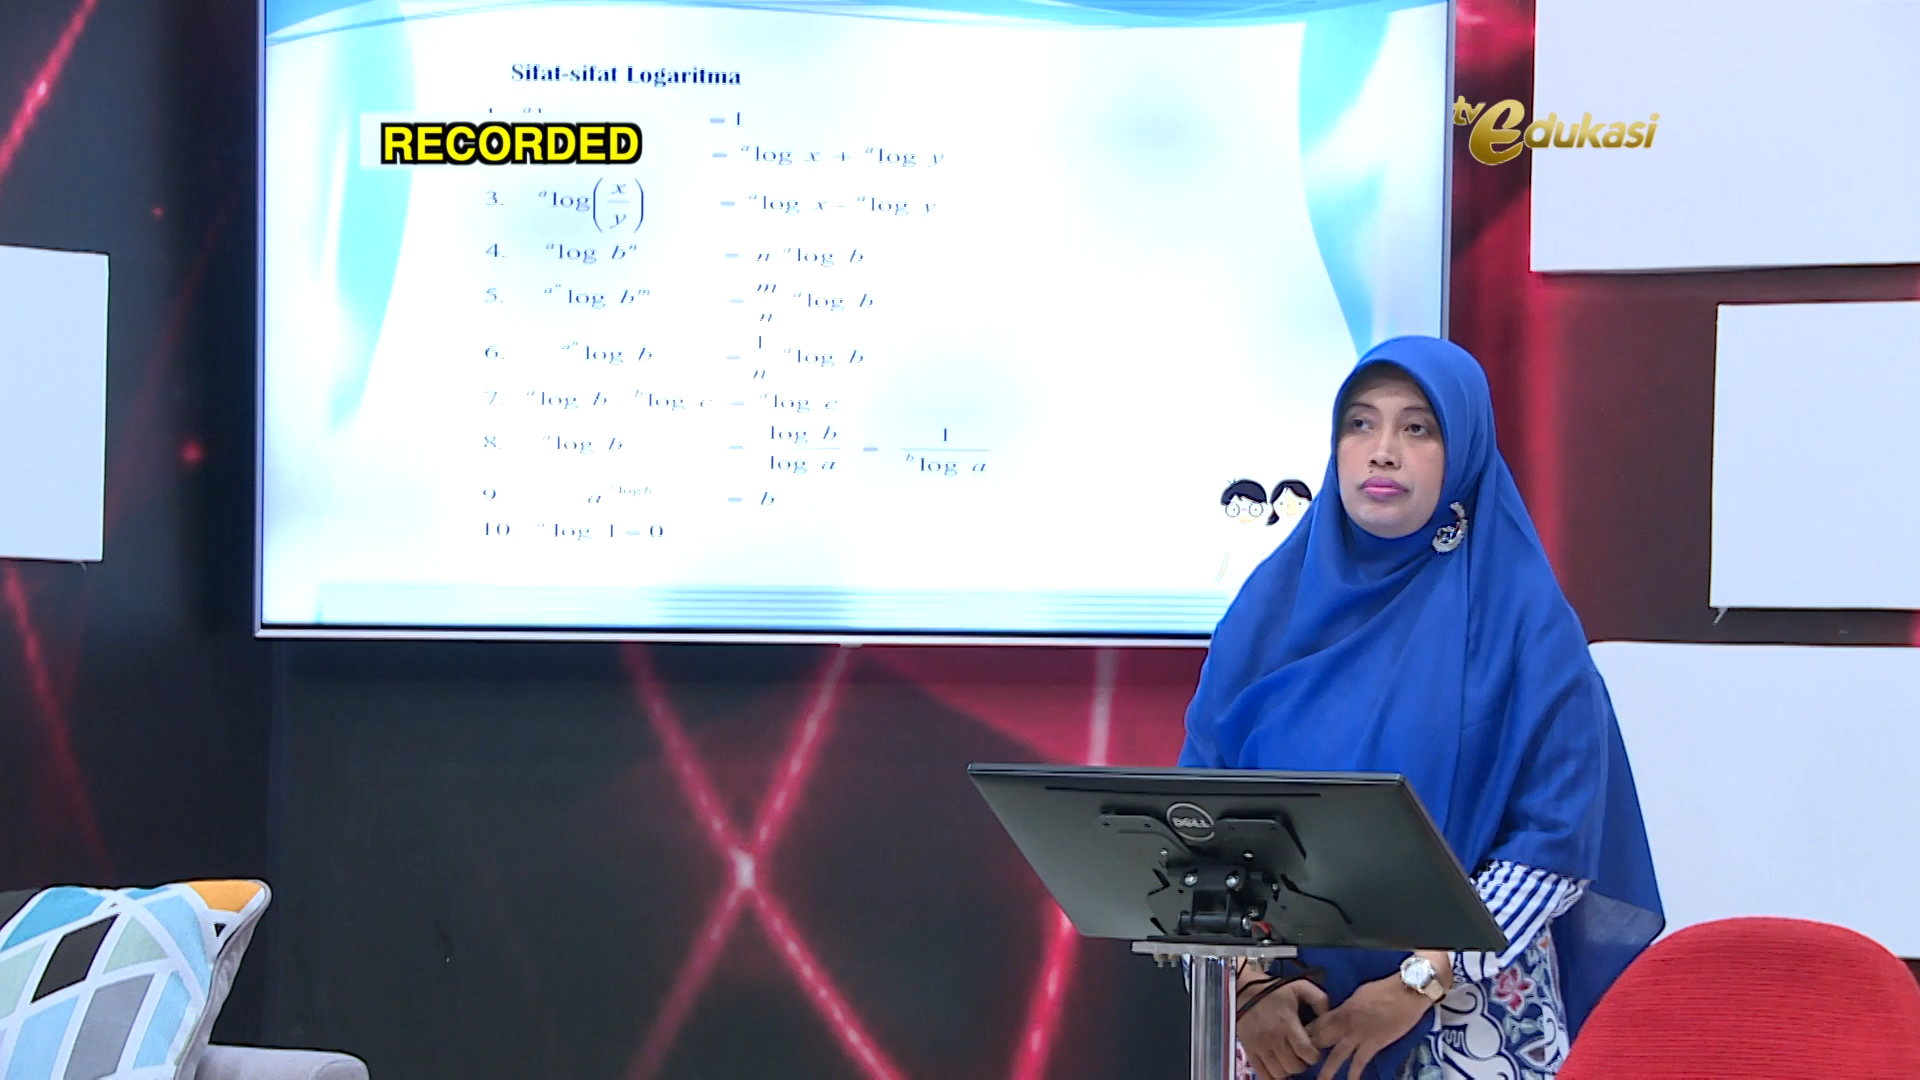 Sifat-sifat Logaritma
= 1
RECORDED
= ᵃlog x + ᵃlog y
tv edukasi
3. ᵃlog(x/y) = ᵃlog x - ᵃlog y
4. ᵃlog bⁿ = n ᵃlog b
5. ᵃⁿlog bᵐ = m/n ᵃlog b
6. ᵃⁿlog b = 1/n ᵃlog b
7. ᵃlog b . ᵇlog c = ᵃlog c
8. ᵃlog b = log b/log a = 1/ᵇlog a
9 a^(ᵃlog b) = b
10. ᵃlog 1 = 0
DELL